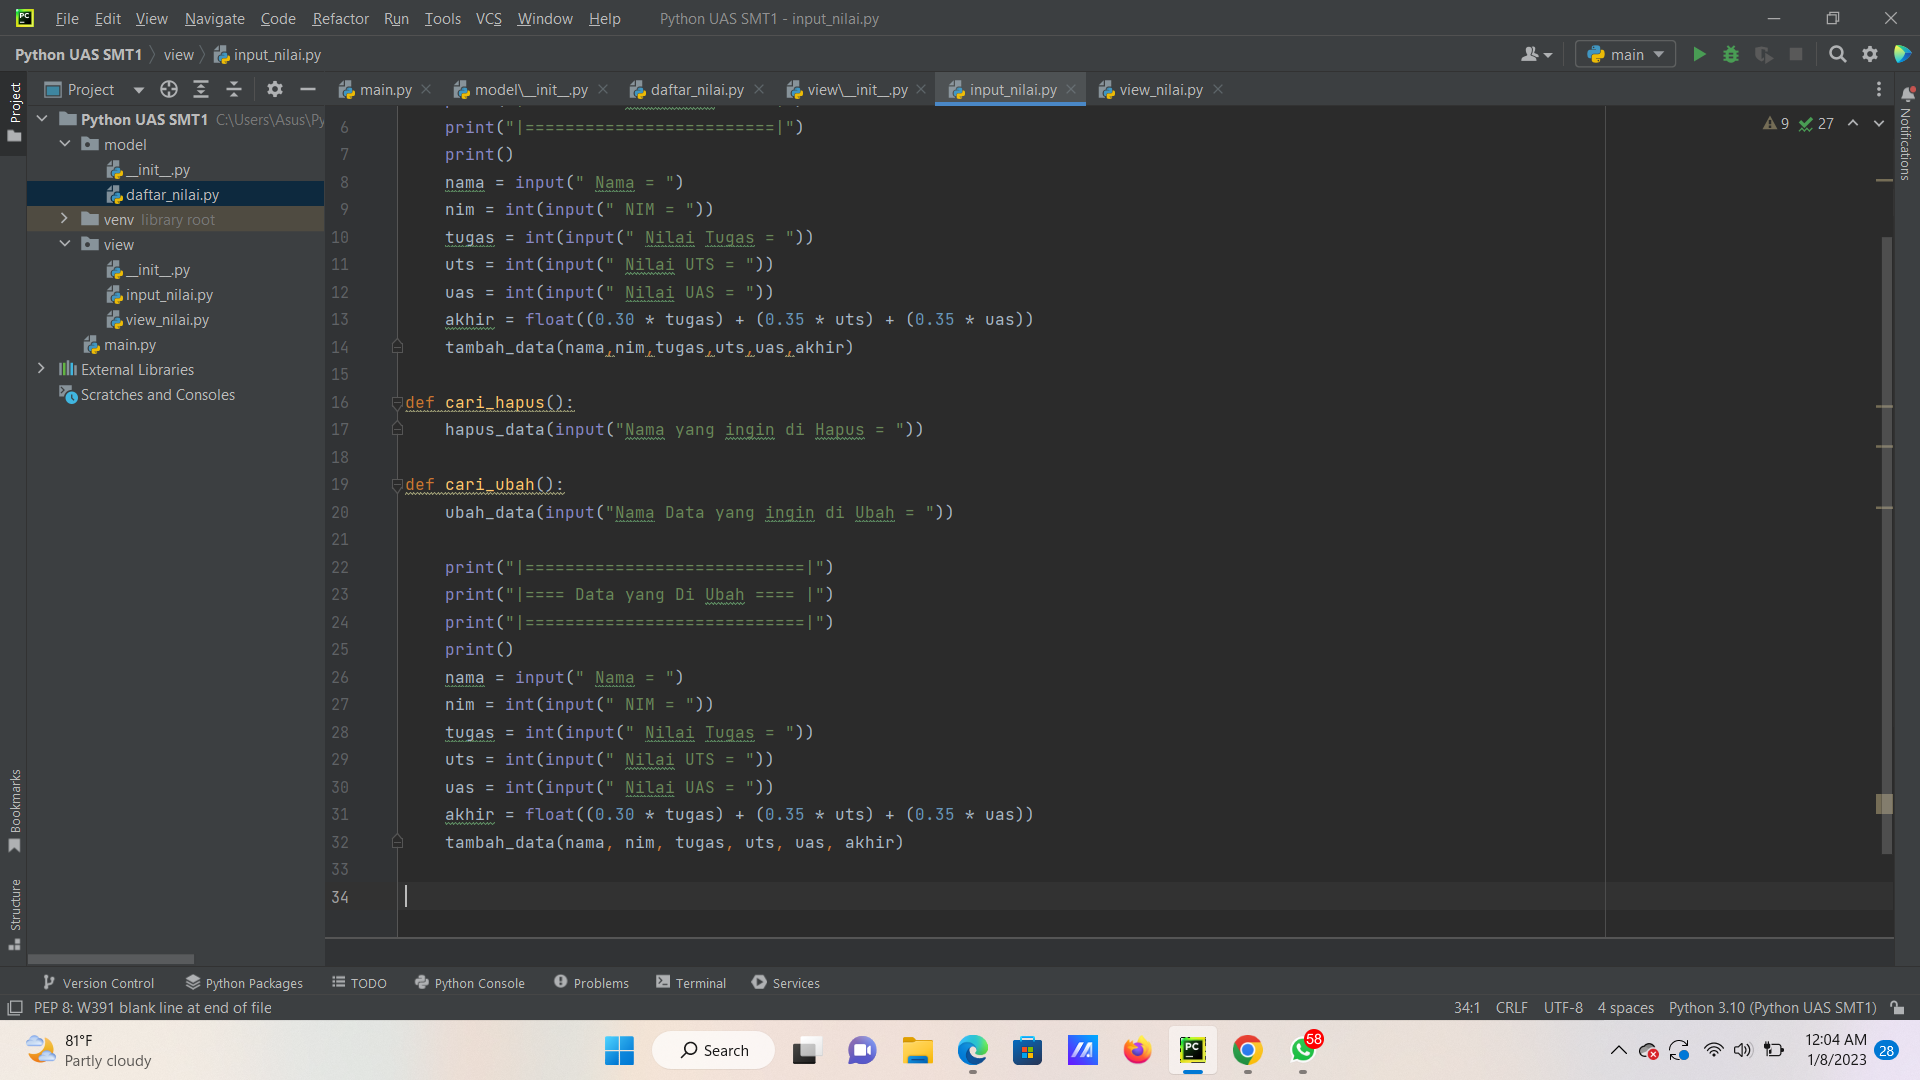 PC File Edit View Navigate Code Refactor Run Tools VCS Window Help Python UAS SMT1 - input_nilai.py
Python UAS SMT1 view input_nilai.py main
Project main.py model\__init__.py daftar_nilai.py view\__init__.py input_nilai.py view_nilai.py
Project
Notifications
Bookmarks
Structure
Python UAS SMT1 C:\Users\Asus\Py
model
__init__.py
daftar_nilai.py
venv library root
view
__init__.py
input_nilai.py
view_nilai.py
main.py
External Libraries
Scratches and Consoles
9 27
6 print("|=========================|")
7 print()
8 nama = input(" Nama = ")
9 nim = int(input(" NIM = "))
10 tugas = int(input(" Nilai Tugas = "))
11 uts = int(input(" Nilai UTS = "))
12 uas = int(input(" Nilai UAS = "))
13 akhir = float((0.30 * tugas) + (0.35 * uts) + (0.35 * uas))
14 tambah_data(nama,nim,tugas,uts,uas,akhir)
15
16 def cari_hapus():
17 hapus_data(input("Nama yang ingin di Hapus = "))
18
19 def cari_ubah():
20 ubah_data(input("Nama Data yang ingin di Ubah = "))
21
22 print("|============================|")
23 print("|==== Data yang Di Ubah ==== |")
24 print("|============================|")
25 print()
26 nama = input(" Nama = ")
27 nim = int(input(" NIM = "))
28 tugas = int(input(" Nilai Tugas = "))
29 uts = int(input(" Nilai UTS = "))
30 uas = int(input(" Nilai UAS = "))
31 akhir = float((0.30 * tugas) + (0.35 * uts) + (0.35 * uas))
32 tambah_data(nama, nim, tugas, uts, uas, akhir)
33
34
Version Control Python Packages TODO Python Console Problems Terminal Services
PEP 8: W391 blank line at end of file 34:1 CRLF UTF-8 4 spaces Python 3.10 (Python UAS SMT1)
81°F
Partly cloudy
Search
PC
58
12:04 AM
1/8/2023
28